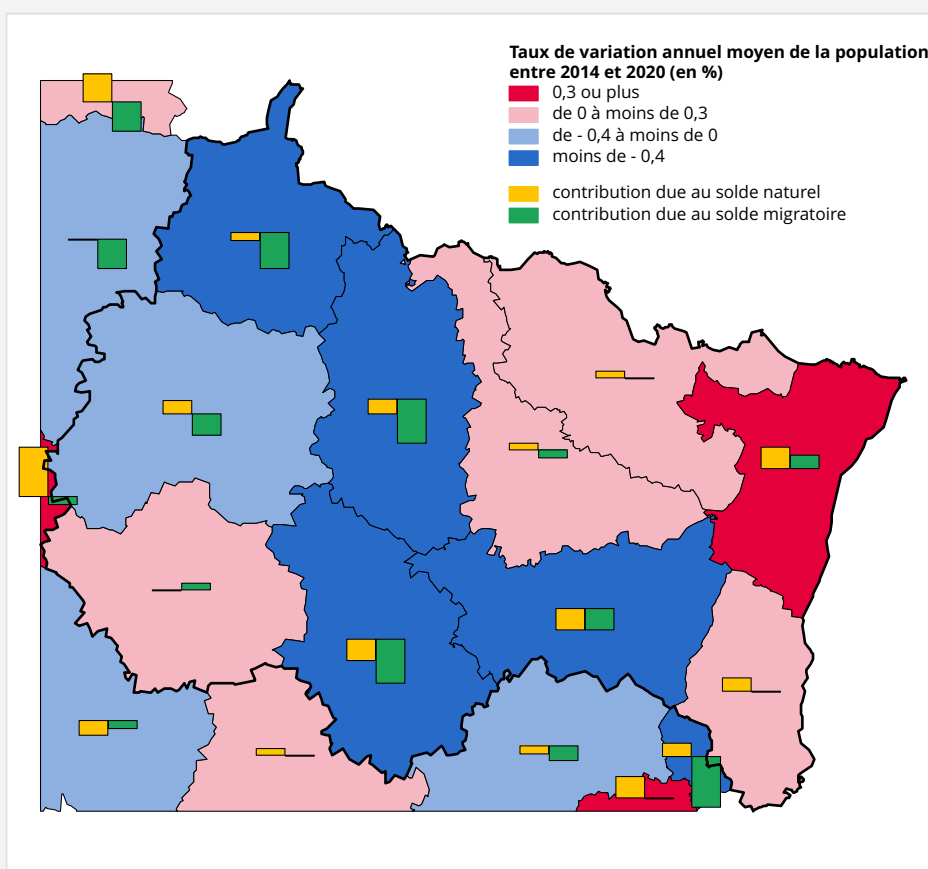 Taux de variation annuel moyen de la population
entre 2014 et 2020 (en %)
0,3 ou plus
de 0 à moins de 0,3
de - 0,4 à moins de 0
moins de - 0,4
contribution due au solde naturel
contribution due au solde migratoire